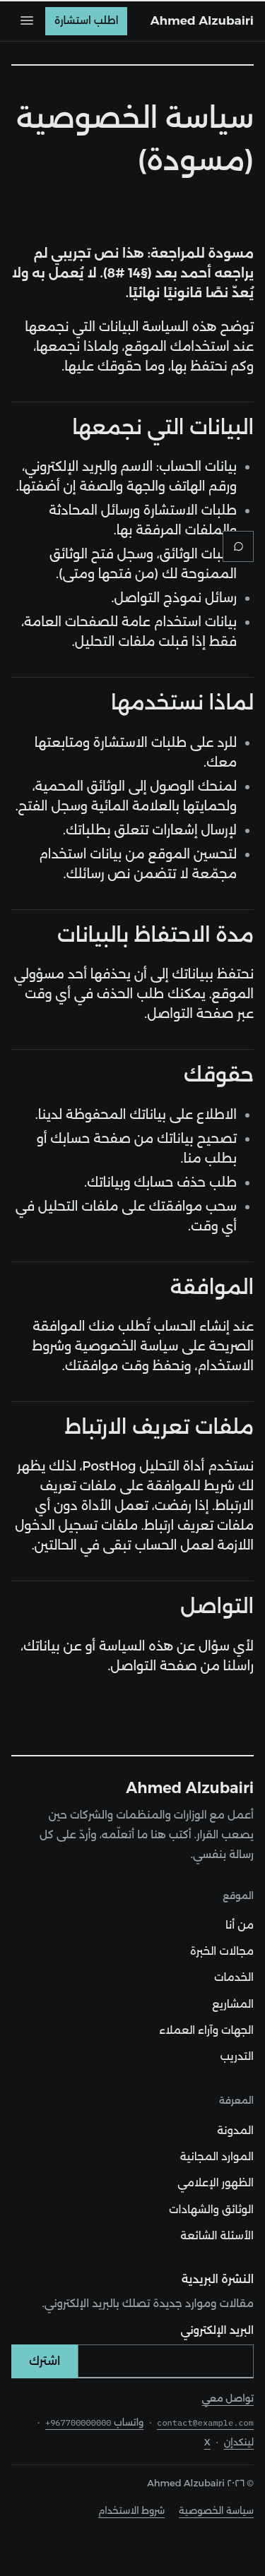 Ahmed Alzubairi
اطلب استشارة
سياسة الخصوصية
(مسودة)
مسودة للمراجعة: هذا نص تجريبي لم
يراجعه أحمد بعد (§14 #8). لا يُعمل به ولا
يُعدّ نصًا قانونيًا نهائيًا.
توضح هذه السياسة البيانات التي نجمعها
عند استخدامك الموقع، ولماذا نجمعها،
وكم نحتفظ بها، وما حقوقك عليها.
البيانات التي نجمعها
بيانات الحساب: الاسم والبريد الإلكتروني،
ورقم الهاتف والجهة والصفة إن أضفتها.
طلبات الاستشارة ورسائل المحادثة
والملفات المرفقة بها.
الوثائق، وسجل فتح الوثائق
الممنوحة لك (من فتحها ومتى).
رسائل نموذج التواصل.
بيانات استخدام عامة للصفحات العامة،
فقط إذا قبلت ملفات التحليل.
لماذا نستخدمها
للرد على طلبات الاستشارة ومتابعتها
معك.
لمنحك الوصول إلى الوثائق المحمية،
ولحمايتها بالعلامة المائية وسجل الفتح.
لإرسال إشعارات تتعلق بطلباتك.
لتحسين الموقع من بيانات استخدام
مجمّعة لا تتضمن نص رسائلك.
مدة الاحتفاظ بالبيانات
نحتفظ ببياناتك إلى أن يحذفها أحد مسؤولي
الموقع. يمكنك طلب الحذف في أي وقت
عبر صفحة التواصل.
حقوقك
الاطلاع على بياناتك المحفوظة لدينا.
تصحيح بياناتك من صفحة حسابك أو
بطلب منا.
طلب حذف حسابك وبياناتك.
سحب موافقتك على ملفات التحليل في
أي وقت.
الموافقة
عند إنشاء الحساب تُطلب منك الموافقة
الصريحة على سياسة الخصوصية وشروط
الاستخدام، ونحفظ وقت موافقتك.
ملفات تعريف الارتباط
نستخدم أداة التحليل PostHog، لذلك يظهر
لك شريط للموافقة على ملفات تعريف
الارتباط. إذا رفضت، تعمل الأداة دون أي
ملفات تعريف ارتباط. ملفات تسجيل الدخول
اللازمة لعمل الحساب تبقى في الحالتين.
التواصل
لأي سؤال عن هذه السياسة أو عن بياناتك،
راسلنا من صفحة التواصل.
Ahmed Alzubairi
أعمل مع الوزارات والمنظمات والشركات حين
يصعب القرار. أكتب هنا ما أتعلّمه، وأردّ على كل
رسالة بنفسي.
الموقع
من أنا
مجالات الخبرة
الخدمات
المشاريع
الجهات وآراء العملاء
التدريب
المعرفة
المدونة
الموارد المجانية
الظهور الإعلامي
الوثائق والشهادات
الأسئلة الشائعة
النشرة البريدية
مقالات وموارد جديدة تصلك بالبريد الإلكتروني.
البريد الإلكتروني
اشترك
تواصل معي
contact@example.com · واتساب +967700000000 ·
لينكدإن · X
© ٢٠٢٦ Ahmed Alzubairi
سياسة الخصوصية شروط الاستخدام